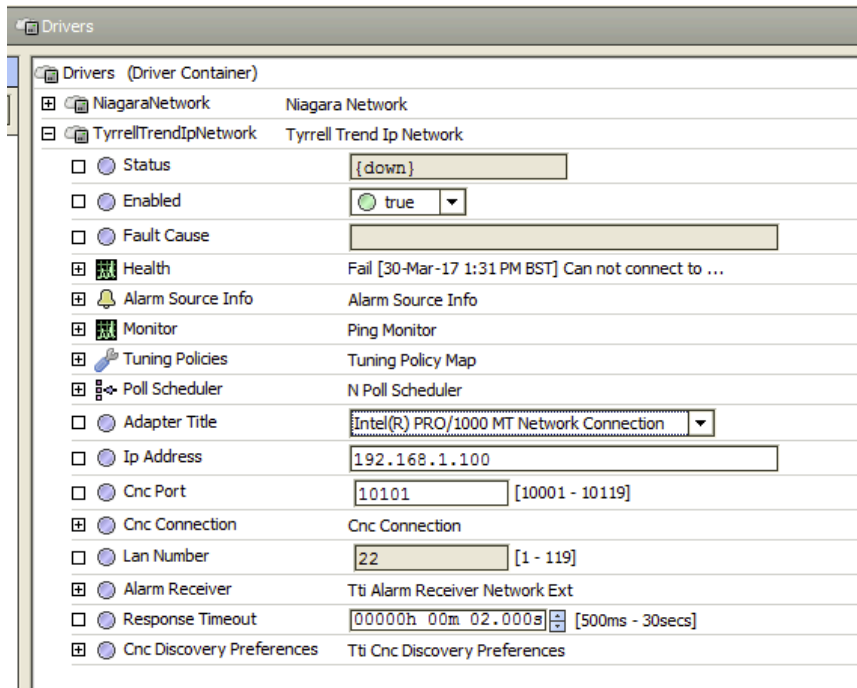 Drivers
Drivers (Driver Container)
NiagaraNetwork Niagara Network
TyrrellTrendIpNetwork Tyrrell Trend Ip Network
Status {down}
Enabled true
Fault Cause
Health Fail [30-Mar-17 1:31 PM BST] Can not connect to ...
Alarm Source Info Alarm Source Info
Monitor Ping Monitor
Tuning Policies Tuning Policy Map
Poll Scheduler N Poll Scheduler
Adapter Title Intel(R) PRO/1000 MT Network Connection
Ip Address 192.168.1.100
Cnc Port 10101 [10001 - 10119]
Cnc Connection Cnc Connection
Lan Number 22 [1 - 119]
Alarm Receiver Tti Alarm Receiver Network Ext
Response Timeout 00000h 00m 02.000s [500ms - 30secs]
Cnc Discovery Preferences Tti Cnc Discovery Preferences